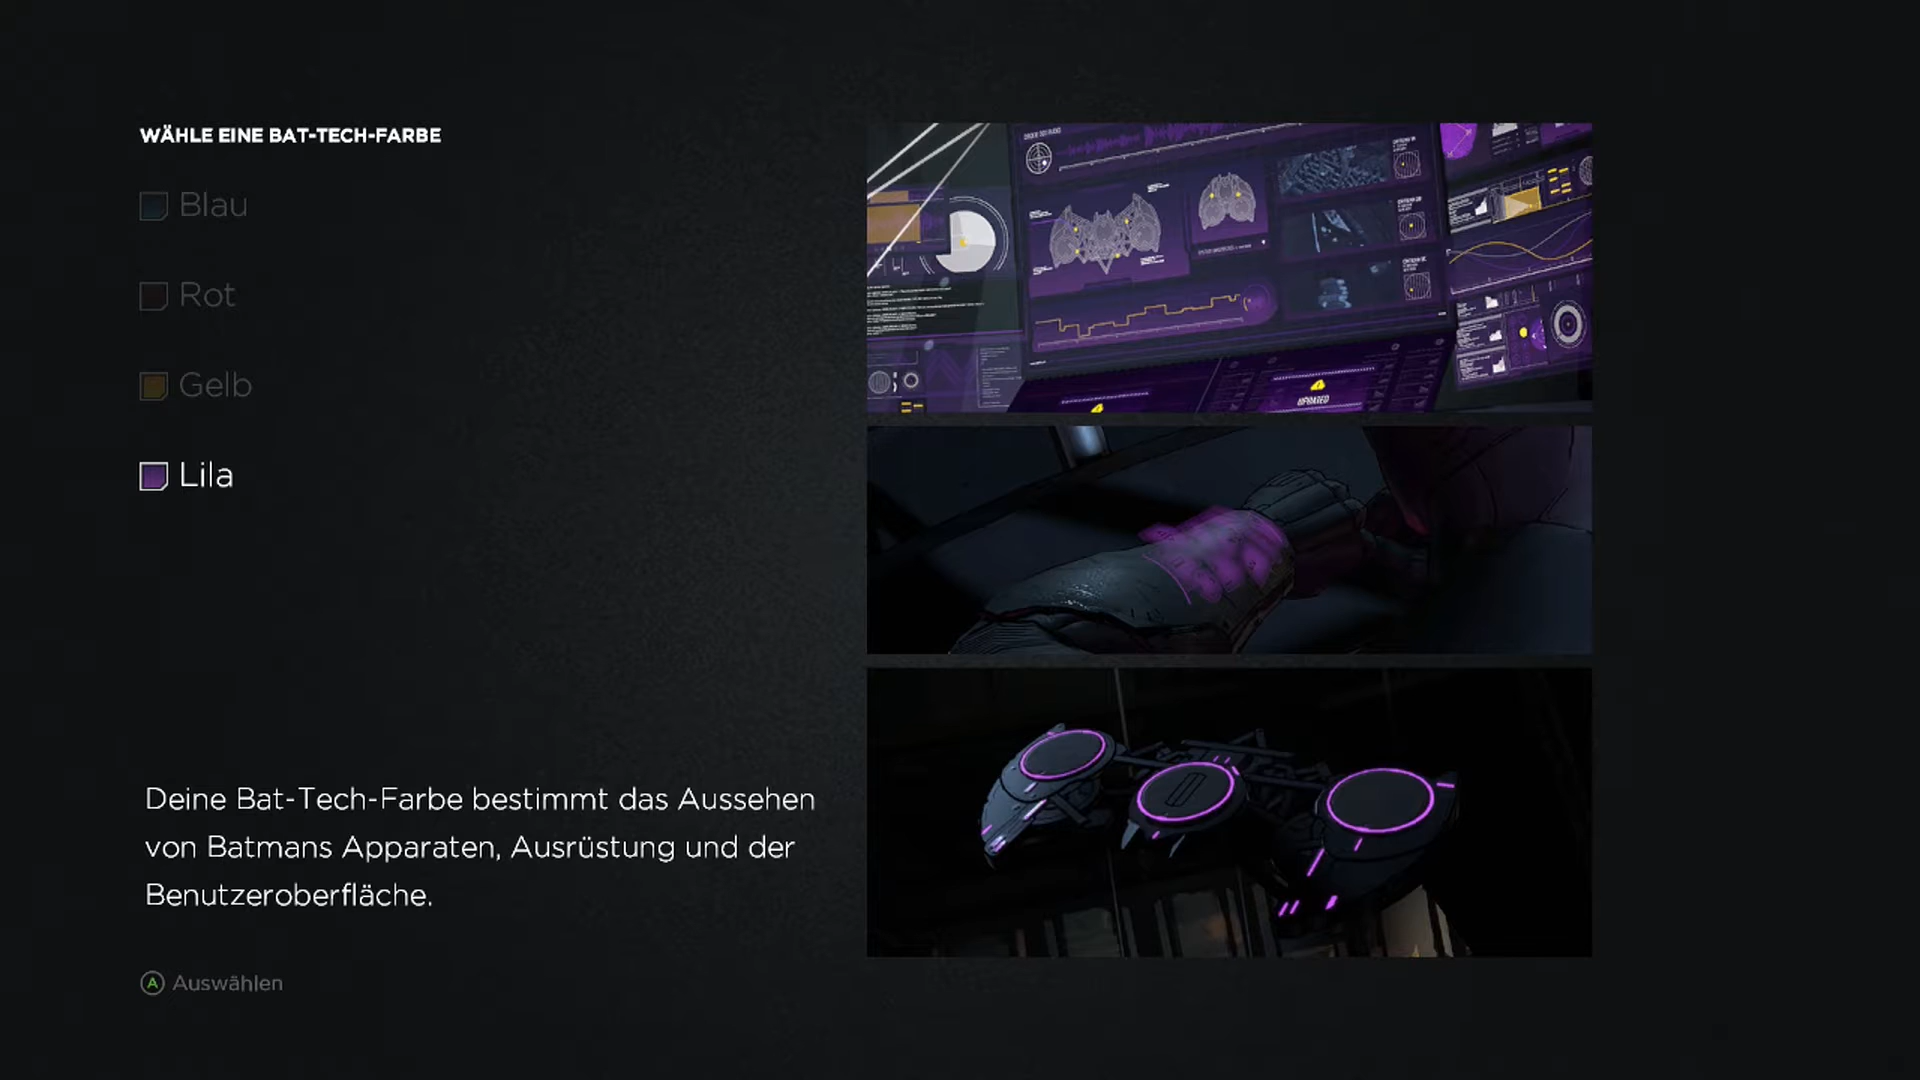 WÄHLE EINE BAT-TECH-FARBE
Blau
Rot
Gelb
Lila
Deine Bat-Tech-Farbe bestimmt das Aussehen
von Batmans Apparaten, Ausrüstung und der
Benutzeroberfläche.
A Auswählen
UPDATED